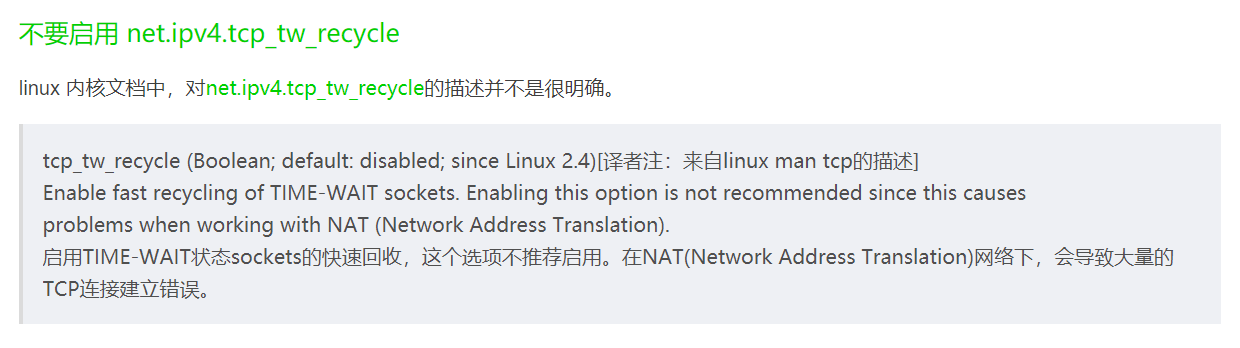 不要启用 net.ipv4.tcp_tw_recycle
linux 内核文档中，对net.ipv4.tcp_tw_recycle的描述并不是很明确。
tcp_tw_recycle (Boolean; default: disabled; since Linux 2.4)[译者注：来自linux man tcp的描述]
Enable fast recycling of TIME-WAIT sockets. Enabling this option is not recommended since this causes
problems when working with NAT (Network Address Translation).
启用TIME-WAIT状态sockets的快速回收，这个选项不推荐启用。在NAT(Network Address Translation)网络下，会导致大量的
TCP连接建立错误。